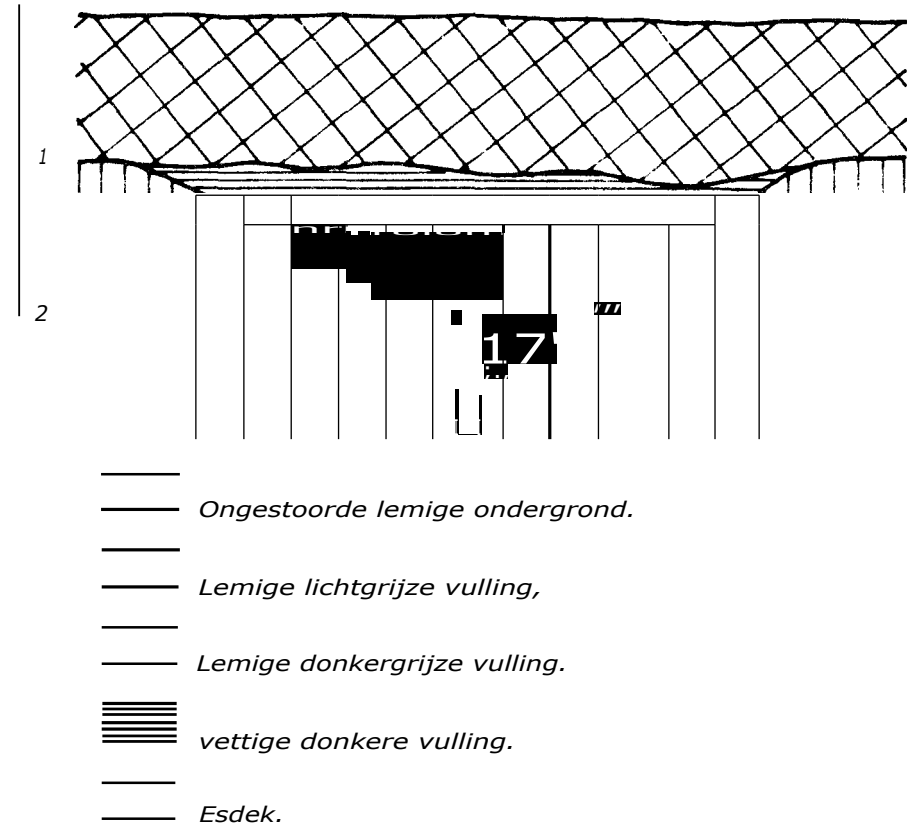 1
2
17
Ongestoorde lemige ondergrond.
Lemige lichtgrijze vulling,
Lemige donkergrijze vulling.
vettige donkere vulling.
Esdek.